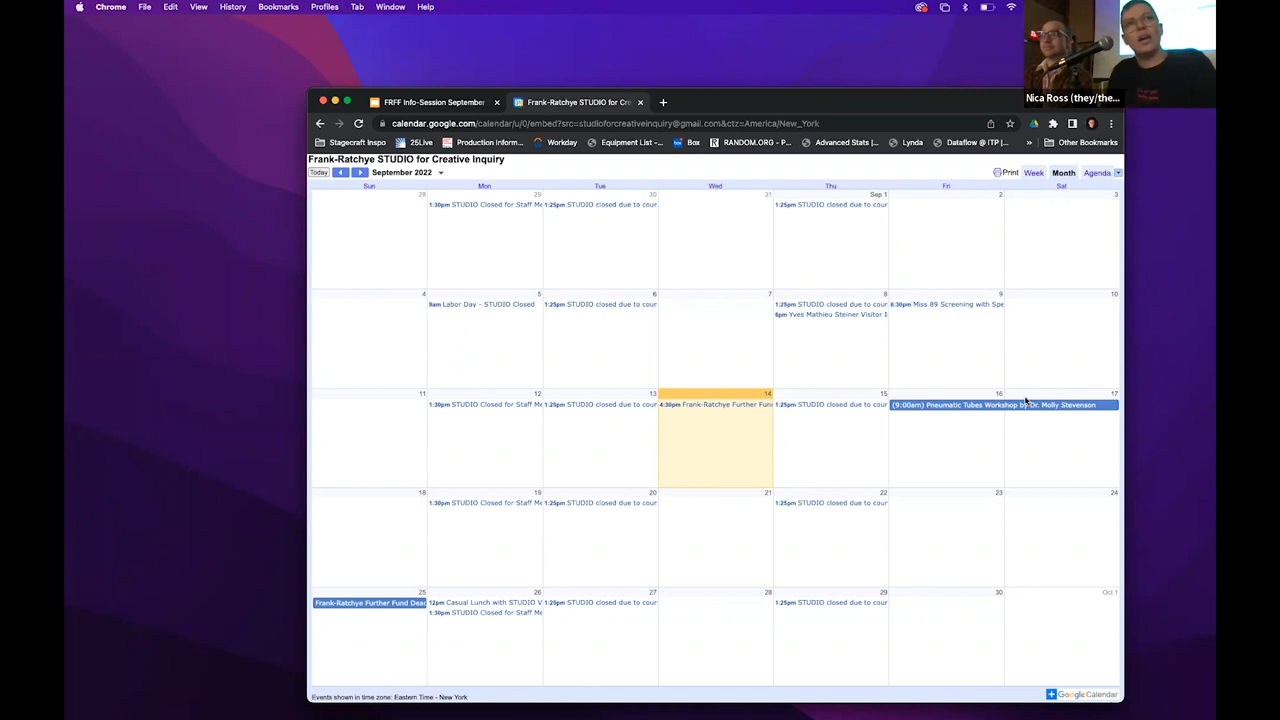 Chrome File Edit View History Bookmarks Profiles Tab Window Help
Nica Ross (they/the...
FRFF Info-Session September Frank-Ratchye STUDIO for Cre
calendar.google.com/calendar/u/0/embed?src=studioforcreativeinquiry@gmail.com&ctz=America/New_York
Stagecraft Inspo 25Live Production Inform... Workday Equipment List -... Box RANDOM.ORG - P... Advanced Stats |... Lynda Dataflow @ ITP |... » Other Bookmarks
Frank-Ratchye STUDIO for Creative Inquiry
Today September 2022 Print Week Month Agenda
Sun Mon Tue Wed Thu Fri Sat
28 29 30 31 Sep 1 2 3
1:30pm STUDIO Closed for Staff Me 1:25pm STUDIO closed due to cour 1:25pm STUDIO closed due to cour
4 5 6 7 8 9 10
9am Labor Day - STUDIO Closed 1:25pm STUDIO closed due to cour 1:25pm STUDIO closed due to cour 6:30pm Miss 89 Screening with Spe
6pm Yves Mathieu Steiner Visitor I
11 12 13 14 15 16 17
1:30pm STUDIO Closed for Staff Me 1:25pm STUDIO closed due to cour 4:30pm Frank-Ratchye Further Fun 1:25pm STUDIO closed due to cour (9:00am) Pneumatic Tubes Workshop by Dr. Molly Stevenson
18 19 20 21 22 23 24
1:30pm STUDIO Closed for Staff Me 1:25pm STUDIO closed due to cour 1:25pm STUDIO closed due to cour
25 26 27 28 29 30 Oct 1
Frank-Ratchye Further Fund Dead 12pm Casual Lunch with STUDIO V 1:25pm STUDIO closed due to cour 1:25pm STUDIO closed due to cour
1:30pm STUDIO Closed for Staff Me
Events shown in time zone: Eastern Time - New York Google Calendar